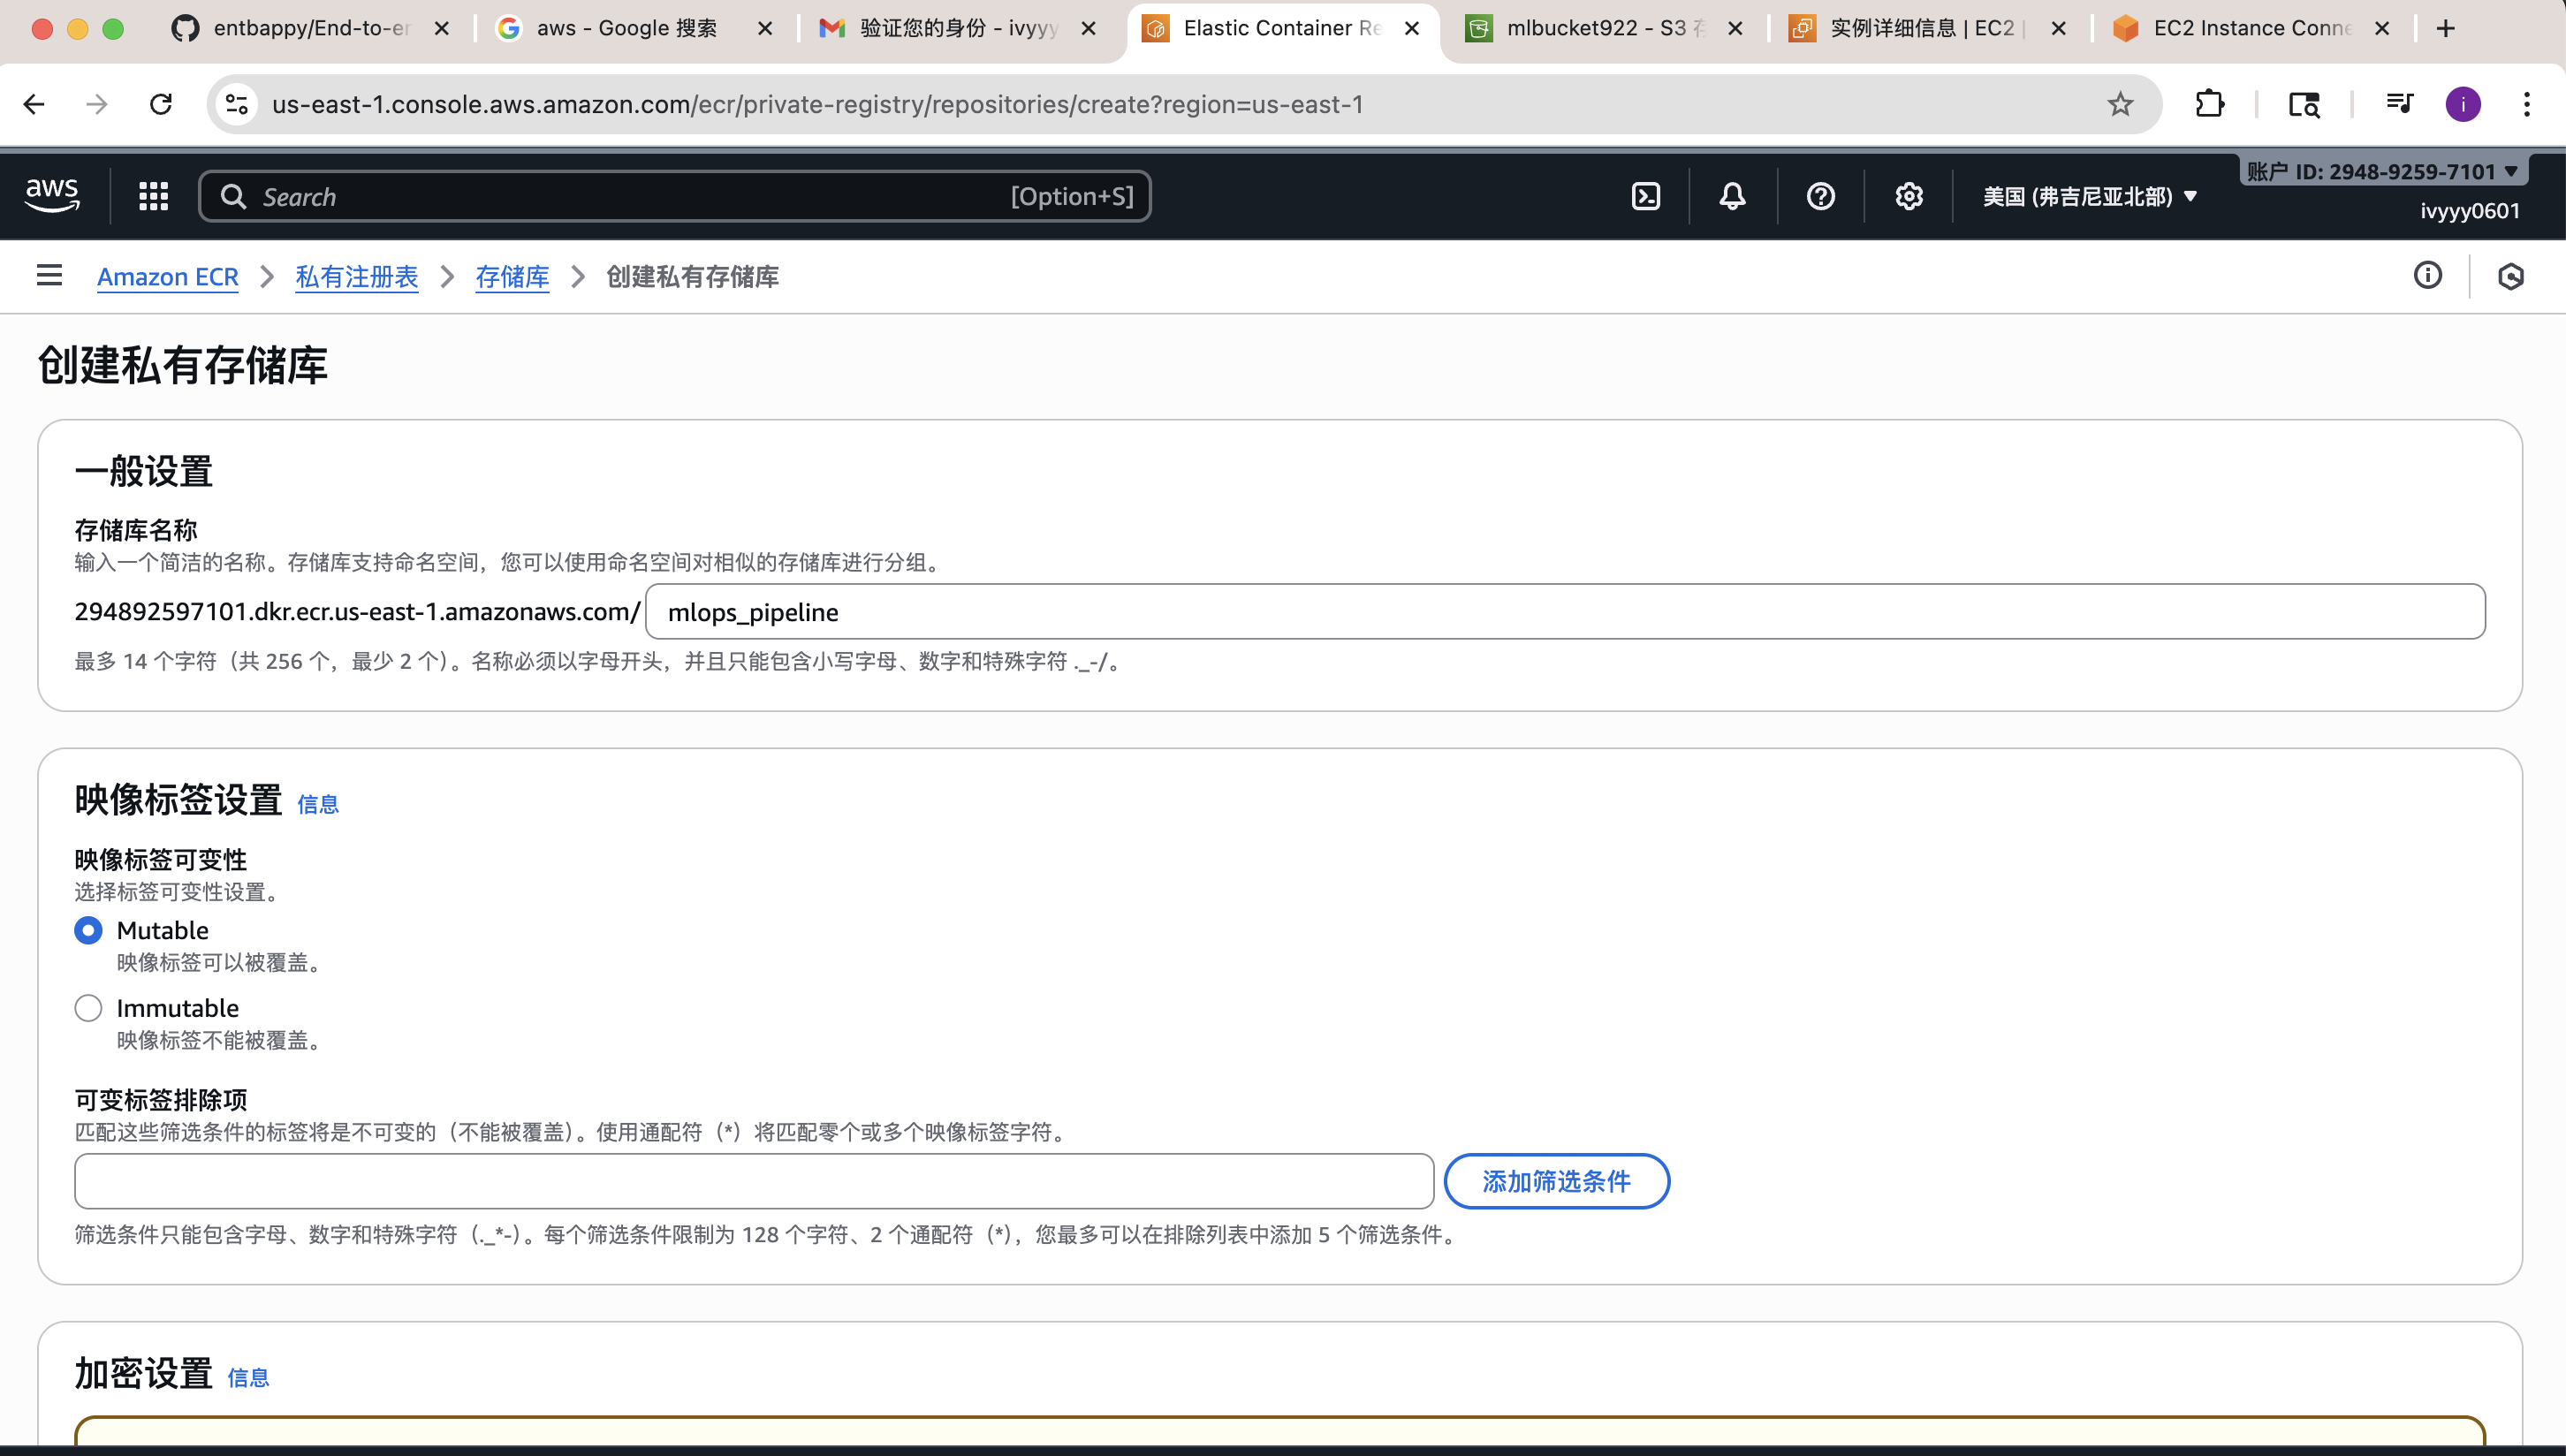 entbappy/End-to-er
aws - Google 搜索
验证您的身份 - ivyyy
Elastic Container Re
mlbucket922 - S3 存
实例详细信息 | EC2 |
EC2 Instance Conne
us-east-1.console.aws.amazon.com/ecr/private-registry/repositories/create?region=us-east-1
i
aws
Search
[Option+S]
美国 (弗吉尼亚北部)
账户 ID: 2948-9259-7101
ivyyy0601
Amazon ECR
私有注册表
存储库
创建私有存储库
创建私有存储库
一般设置
存储库名称
输入一个简洁的名称。存储库支持命名空间，您可以使用命名空间对相似的存储库进行分组。
294892597101.dkr.ecr.us-east-1.amazonaws.com/
mlops_pipeline
最多 14 个字符（共 256 个，最少 2 个）。名称必须以字母开头，并且只能包含小写字母、数字和特殊字符 ._-/。
映像标签设置 信息
映像标签可变性
选择标签可变性设置。
Mutable
映像标签可以被覆盖。
Immutable
映像标签不能被覆盖。
可变标签排除项
匹配这些筛选条件的标签将是不可变的（不能被覆盖）。使用通配符（*）将匹配零个或多个映像标签字符。
添加筛选条件
筛选条件只能包含字母、数字和特殊字符（._*-）。每个筛选条件限制为 128 个字符、2 个通配符（*），您最多可以在排除列表中添加 5 个筛选条件。
加密设置 信息